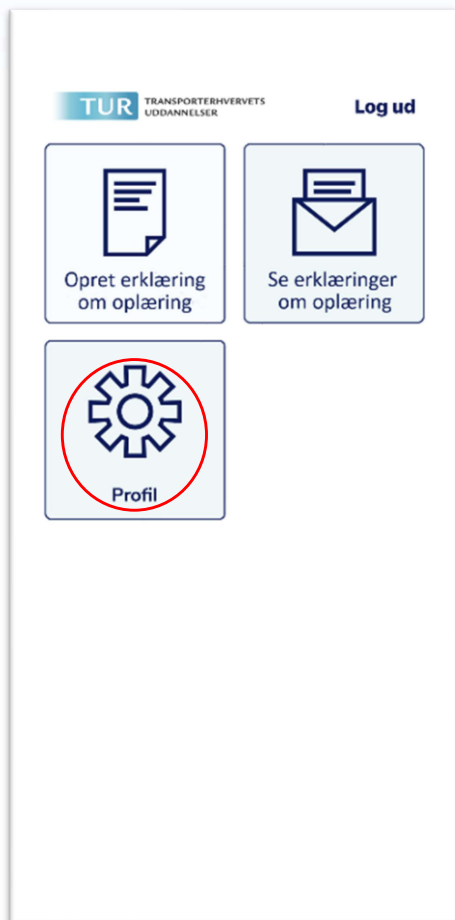 TUR TRANSPORTERHVERVETS
UDDANNELSER
Log ud
Opret erklæring
om oplæring
Se erklæringer
om oplæring
Profil